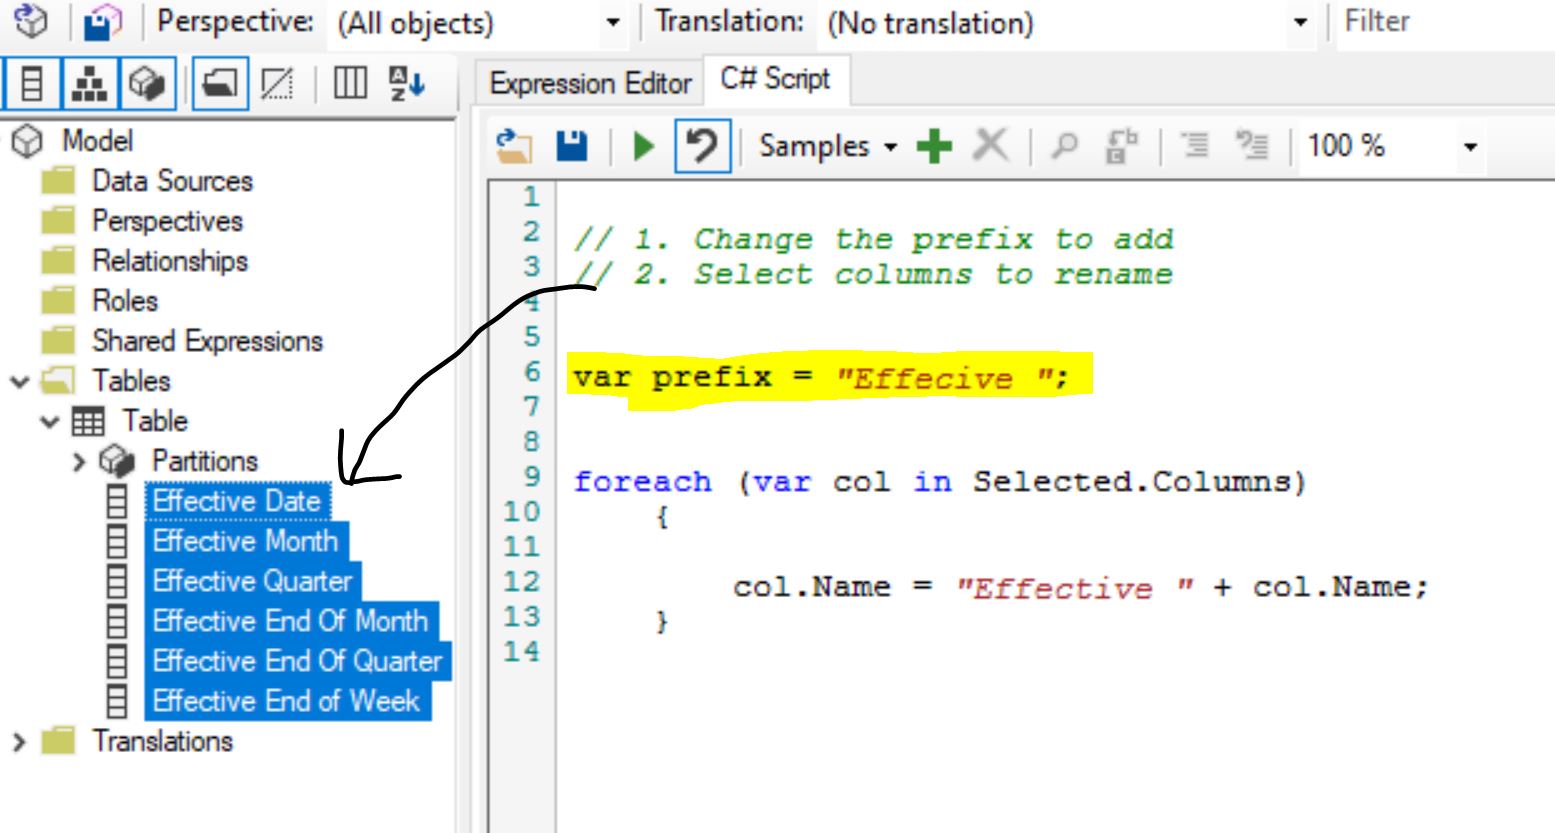 Perspective: (All objects) Translation: (No translation) Filter
Expression Editor C# Script
Samples 100 %
Model
Data Sources
Perspectives
Relationships
Roles
Shared Expressions
Tables
Table
Partitions
Effective Date
Effective Month
Effective Quarter
Effective End Of Month
Effective End Of Quarter
Effective End of Week
Translations
1
2 // 1. Change the prefix to add
3 // 2. Select columns to rename
4
5
6 var prefix = "Effecive ";
7
8
9 foreach (var col in Selected.Columns)
10 {
11
12 col.Name = "Effective " + col.Name;
13 }
14